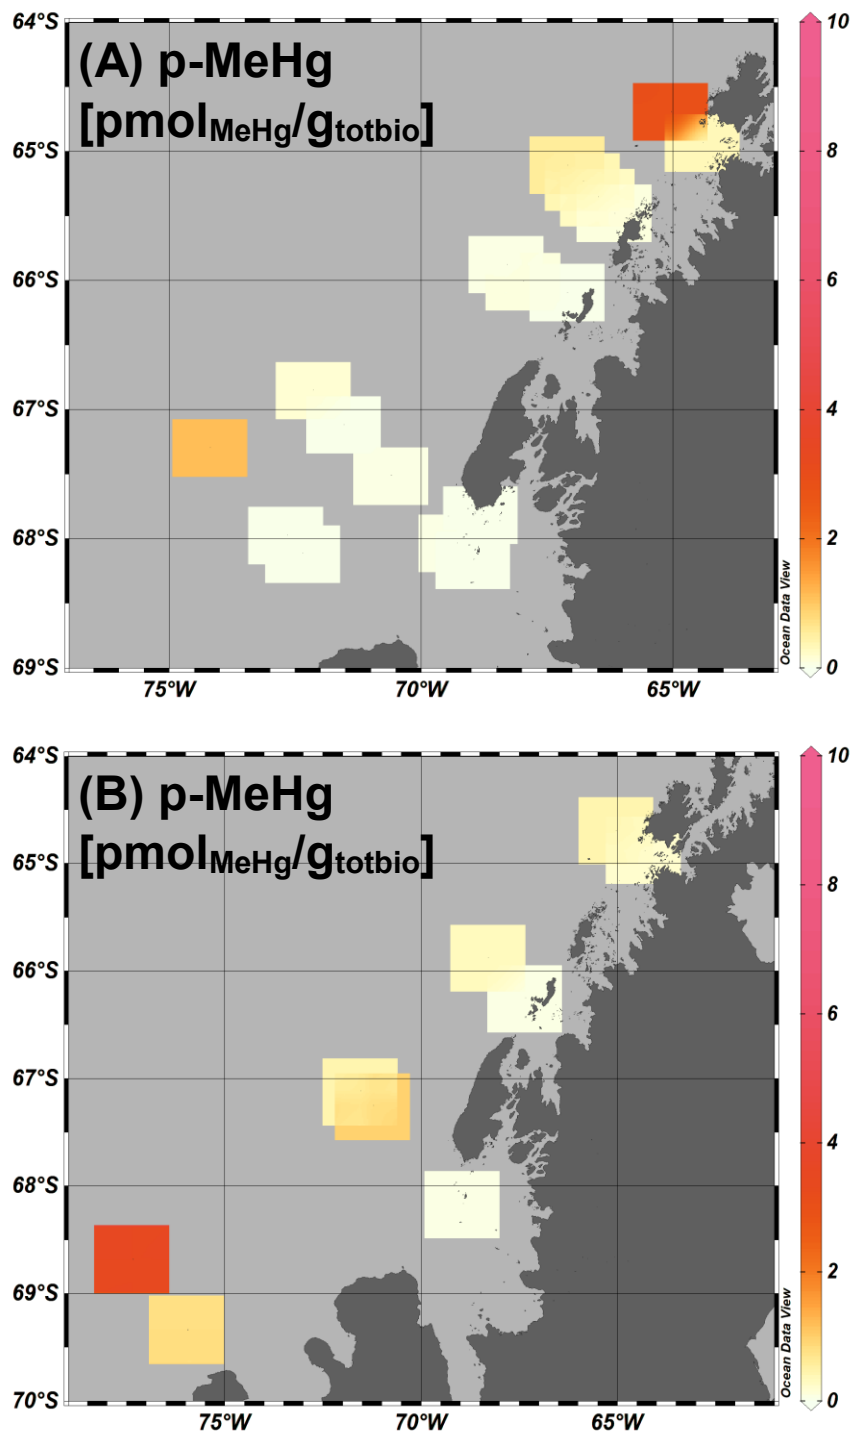 (A) p-MeHg
[pmolMeHg/gtotbio]
64°S
65°S
66°S
67°S
68°S
69°S
75°W
70°W
65°W
10
8
6
4
2
0
Ocean Data View
(B) p-MeHg
[pmolMeHg/gtotbio]
64°S
65°S
66°S
67°S
68°S
69°S
70°S
75°W
70°W
65°W
10
8
6
4
2
0
Ocean Data View